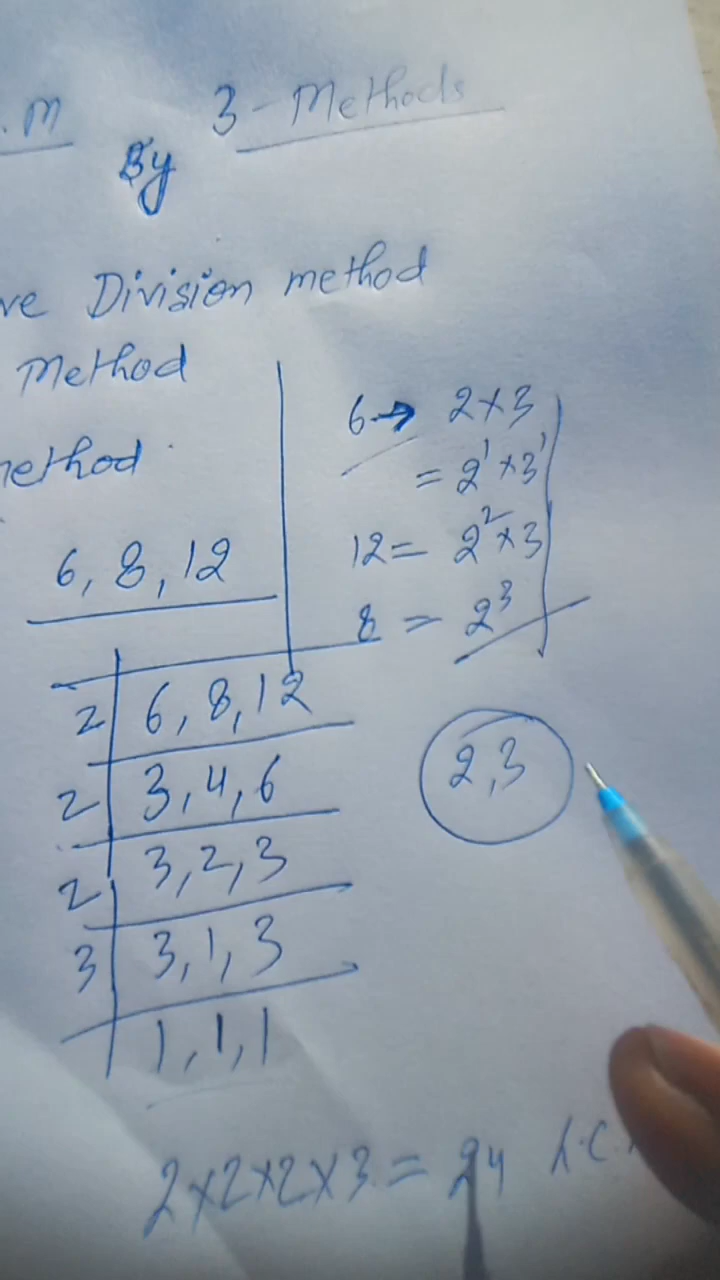 .M 3-Methods
By
ve Division method
Method
ethod
6, 8, 12
2 6, 8, 12
2 3, 4, 6
2 3, 2, 3
3 3, 1, 3
1, 1, 1
2×2×2×3 = 24 L.C.
6→ 2×3
= 2¹×3¹
12 = 2²×3
8 = 2³
2,3